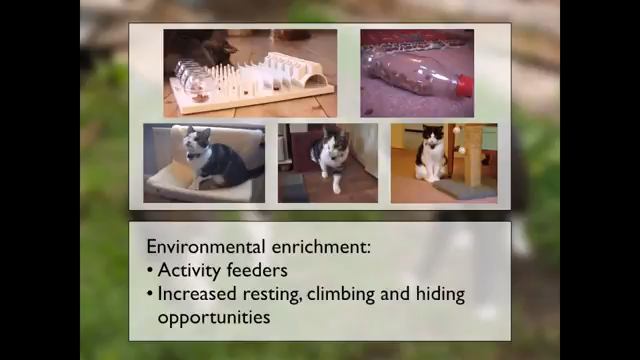 Environmental enrichment:
• Activity feeders
• Increased resting, climbing and hiding
opportunities